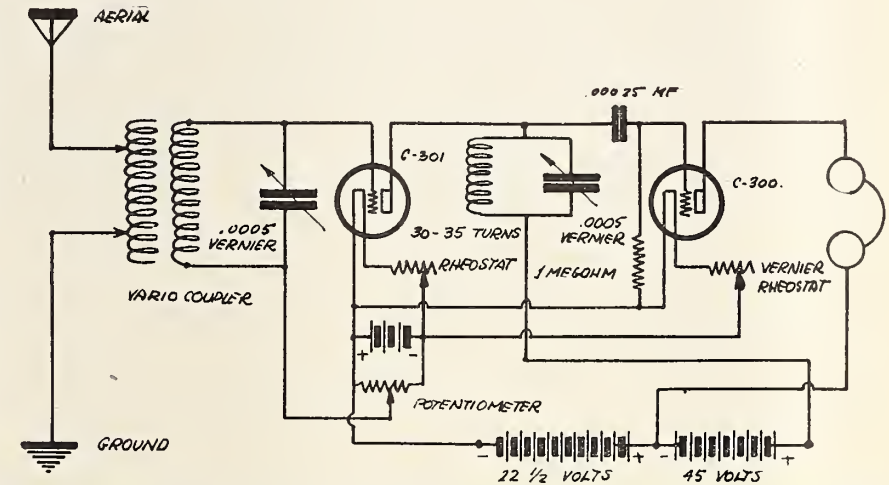 AERIAL
.00025 MF
C-301
C-300.
.0005
VERNIER
30-35 TURNS
.0005
VERNIER
RHEOSTAT
1 MEGOHM
VERNIER
RHEOSTAT
VARIO COUPLER
+ -
POTENTIOMETER
GROUND
- + - +
22 1/2 VOLTS
45 VOLTS